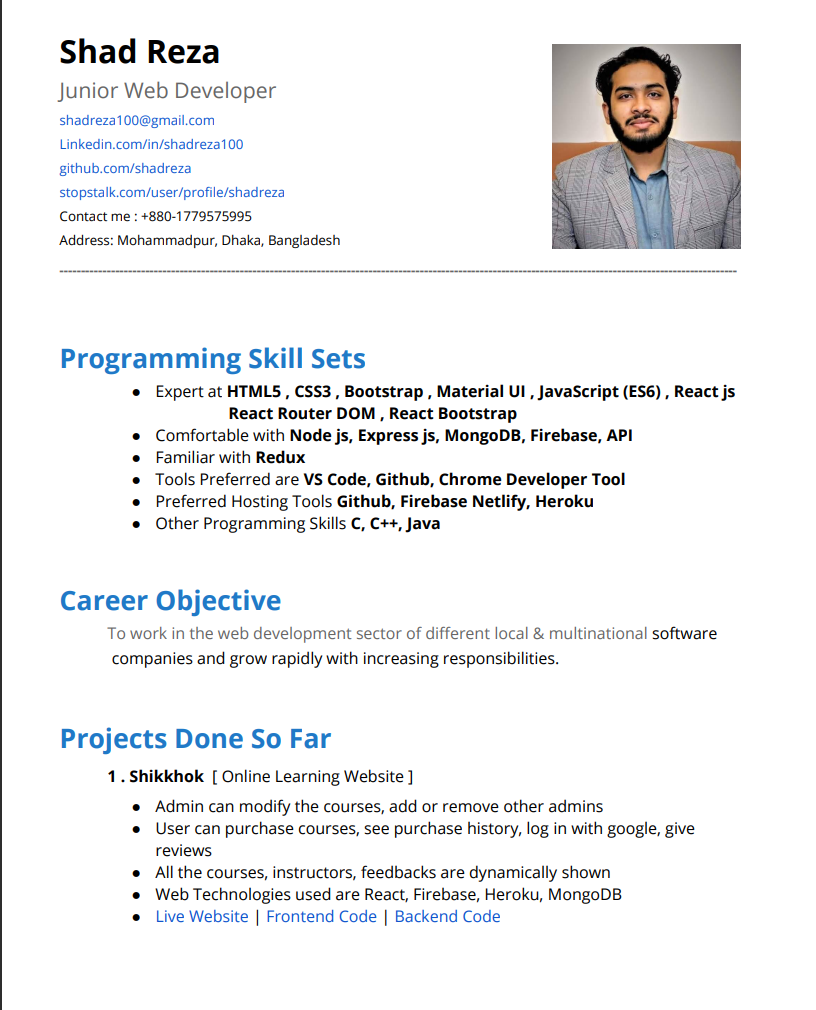 Shad Reza
Junior Web Developer
shadreza100@gmail.com
Linkedin.com/in/shadreza100
github.com/shadreza
stopstalk.com/user/profile/shadreza
Contact me : +880-1779575995
Address: Mohammadpur, Dhaka, Bangladesh
Programming Skill Sets
● Expert at HTML5 , CSS3 , Bootstrap , Material UI , JavaScript (ES6) , React js
React Router DOM , React Bootstrap
● Comfortable with Node js, Express js, MongoDB, Firebase, API
● Familiar with Redux
● Tools Preferred are VS Code, Github, Chrome Developer Tool
● Preferred Hosting Tools Github, Firebase Netlify, Heroku
● Other Programming Skills C, C++, Java
Career Objective
To work in the web development sector of different local & multinational software
companies and grow rapidly with increasing responsibilities.
Projects Done So Far
1 . Shikkhok [ Online Learning Website ]
● Admin can modify the courses, add or remove other admins
● User can purchase courses, see purchase history, log in with google, give
reviews
● All the courses, instructors, feedbacks are dynamically shown
● Web Technologies used are React, Firebase, Heroku, MongoDB
● Live Website | Frontend Code | Backend Code